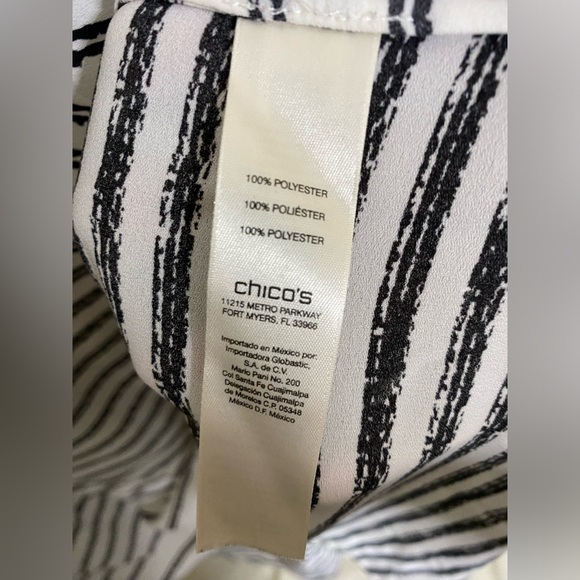 100% POLYESTER
100% POLIÉSTER
100% POLYESTER
chico's
11215 METRO PARKWAY
FORT MYERS, FL 33966
Importado en México por:
Importadora Globastic,
S.A. de C.V.
Mario Pani No. 200
Col Santa Fe Cuajimalpa
Delegación Cuajimalpa
de Morelos C.P. 05348
México D.F. México